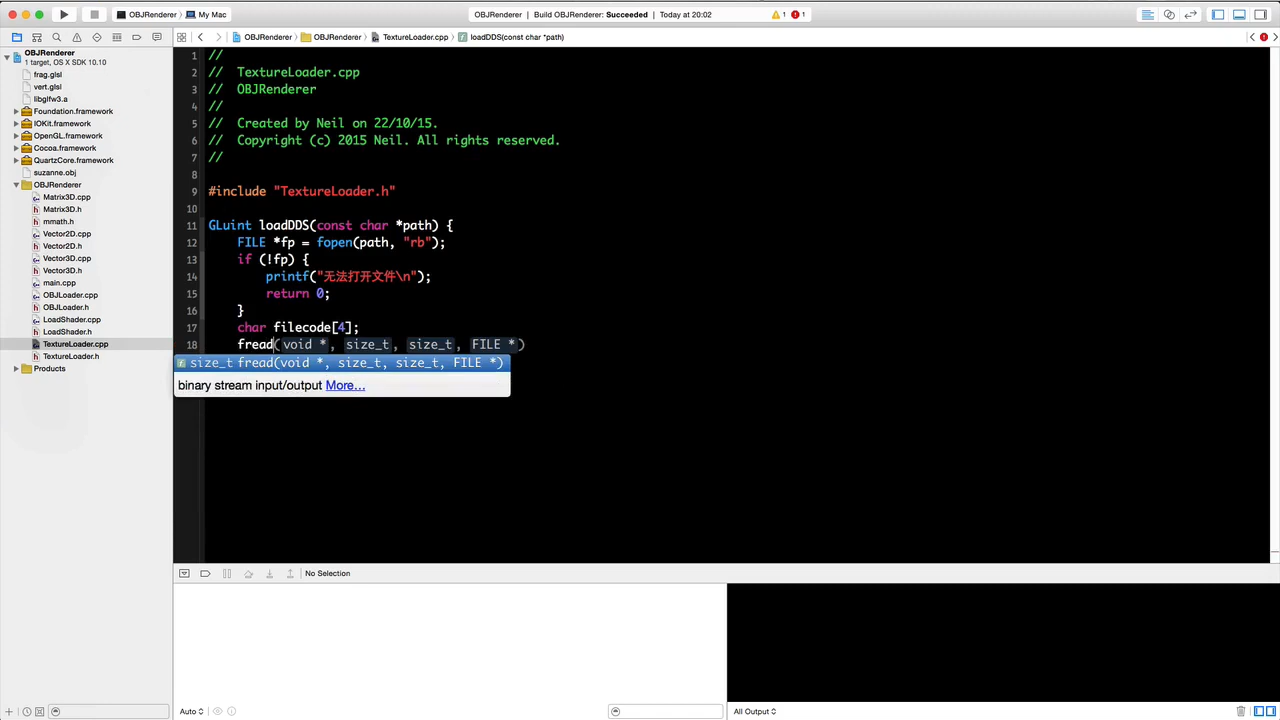 OBJRenderer My Mac
OBJRenderer Build OBJRenderer: Succeeded Today at 20:02
1 1
OBJRenderer OBJRenderer TextureLoader.cpp loadDDS(const char *path)
OBJRenderer
1 target, OS X SDK 10.10
frag.glsl
vert.glsl
libglfw3.a
Foundation.framework
IOKit.framework
OpenGL.framework
Cocoa.framework
QuartzCore.framework
suzanne.obj
OBJRenderer
Matrix3D.cpp
Matrix3D.h
mmath.h
Vector2D.cpp
Vector2D.h
Vector3D.cpp
Vector3D.h
main.cpp
OBJLoader.cpp
OBJLoader.h
LoadShader.cpp
LoadShader.h
TextureLoader.cpp
TextureLoader.h
Products
1 //
2 // TextureLoader.cpp
3 // OBJRenderer
4 //
5 // Created by Neil on 22/10/15.
6 // Copyright (c) 2015 Neil. All rights reserved.
7 //
8
9 #include "TextureLoader.h"
10
11 GLuint loadDDS(const char *path) {
12 FILE *fp = fopen(path, "rb");
13 if (!fp) {
14 printf("无法打开文件\n");
15 return 0;
16 }
17 char filecode[4];
18 fread(void *, size_t, size_t, FILE *)
size_t fread(void *, size_t, size_t, FILE *)
binary stream input/output More...
No Selection
Auto
All Output